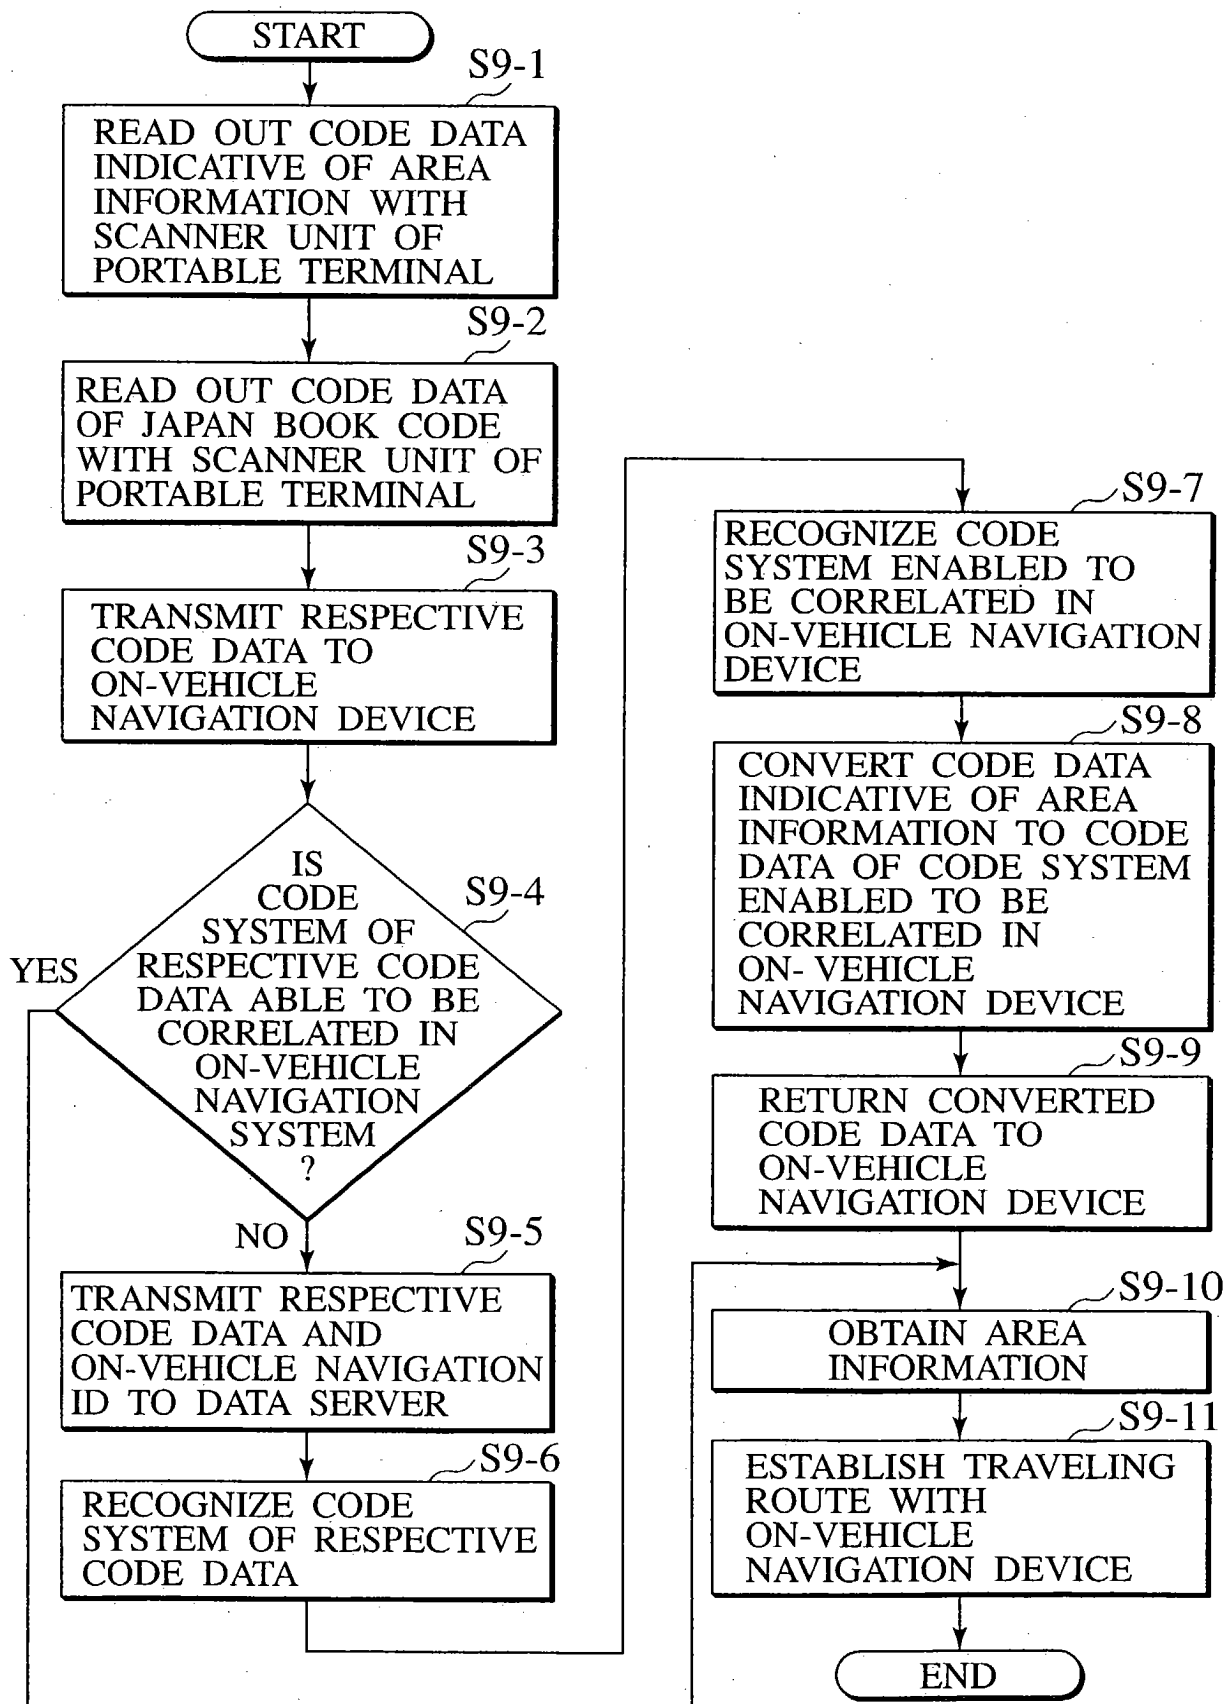 START
S9-1
READ OUT CODE DATA
INDICATIVE OF AREA
INFORMATION WITH
SCANNER UNIT OF
PORTABLE TERMINAL
S9-2
READ OUT CODE DATA
OF JAPAN BOOK CODE
WITH SCANNER UNIT OF
PORTABLE TERMINAL
S9-3
TRANSMIT RESPECTIVE
CODE DATA TO
ON-VEHICLE
NAVIGATION DEVICE
S9-4
IS
CODE
SYSTEM OF
RESPECTIVE CODE
DATA ABLE TO BE
CORRELATED IN
ON-VEHICLE
NAVIGATION
SYSTEM
?
YES
NO
S9-5
TRANSMIT RESPECTIVE
CODE DATA AND
ON-VEHICLE NAVIGATION
ID TO DATA SERVER
S9-6
RECOGNIZE CODE
SYSTEM OF RESPECTIVE
CODE DATA
S9-7
RECOGNIZE CODE
SYSTEM ENABLED TO
BE CORRELATED IN
ON-VEHICLE NAVIGATION
DEVICE
S9-8
CONVERT CODE DATA
INDICATIVE OF AREA
INFORMATION TO CODE
DATA OF CODE SYSTEM
ENABLED TO BE
CORRELATED IN
ON- VEHICLE
NAVIGATION DEVICE
S9-9
RETURN CONVERTED
CODE DATA TO
ON-VEHICLE
NAVIGATION DEVICE
S9-10
OBTAIN AREA
INFORMATION
S9-11
ESTABLISH TRAVELING
ROUTE WITH
ON-VEHICLE
NAVIGATION DEVICE
END